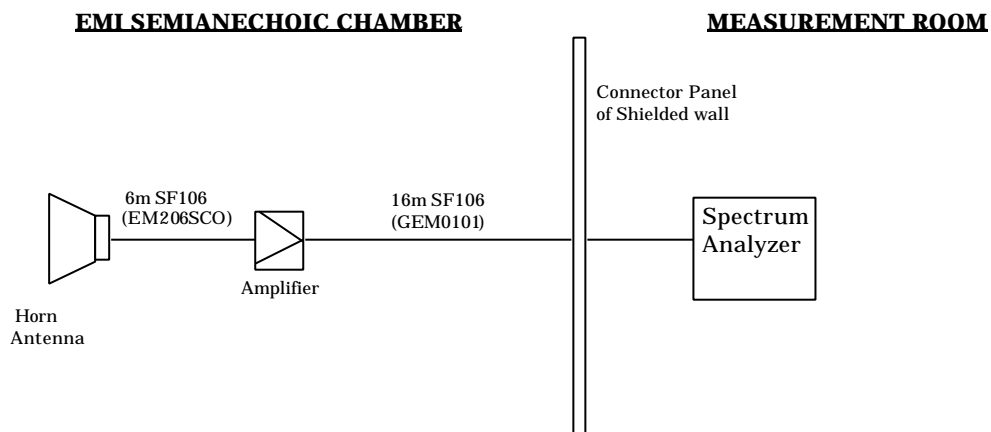 EMI SEMIANECHOIC CHAMBER
MEASUREMENT ROOM
Connector Panel
of Shielded wall
6m SF106
(EM206SCO)
16m SF106
(GEM0101)
Spectrum
Analyzer
Amplifier
Horn
Antenna